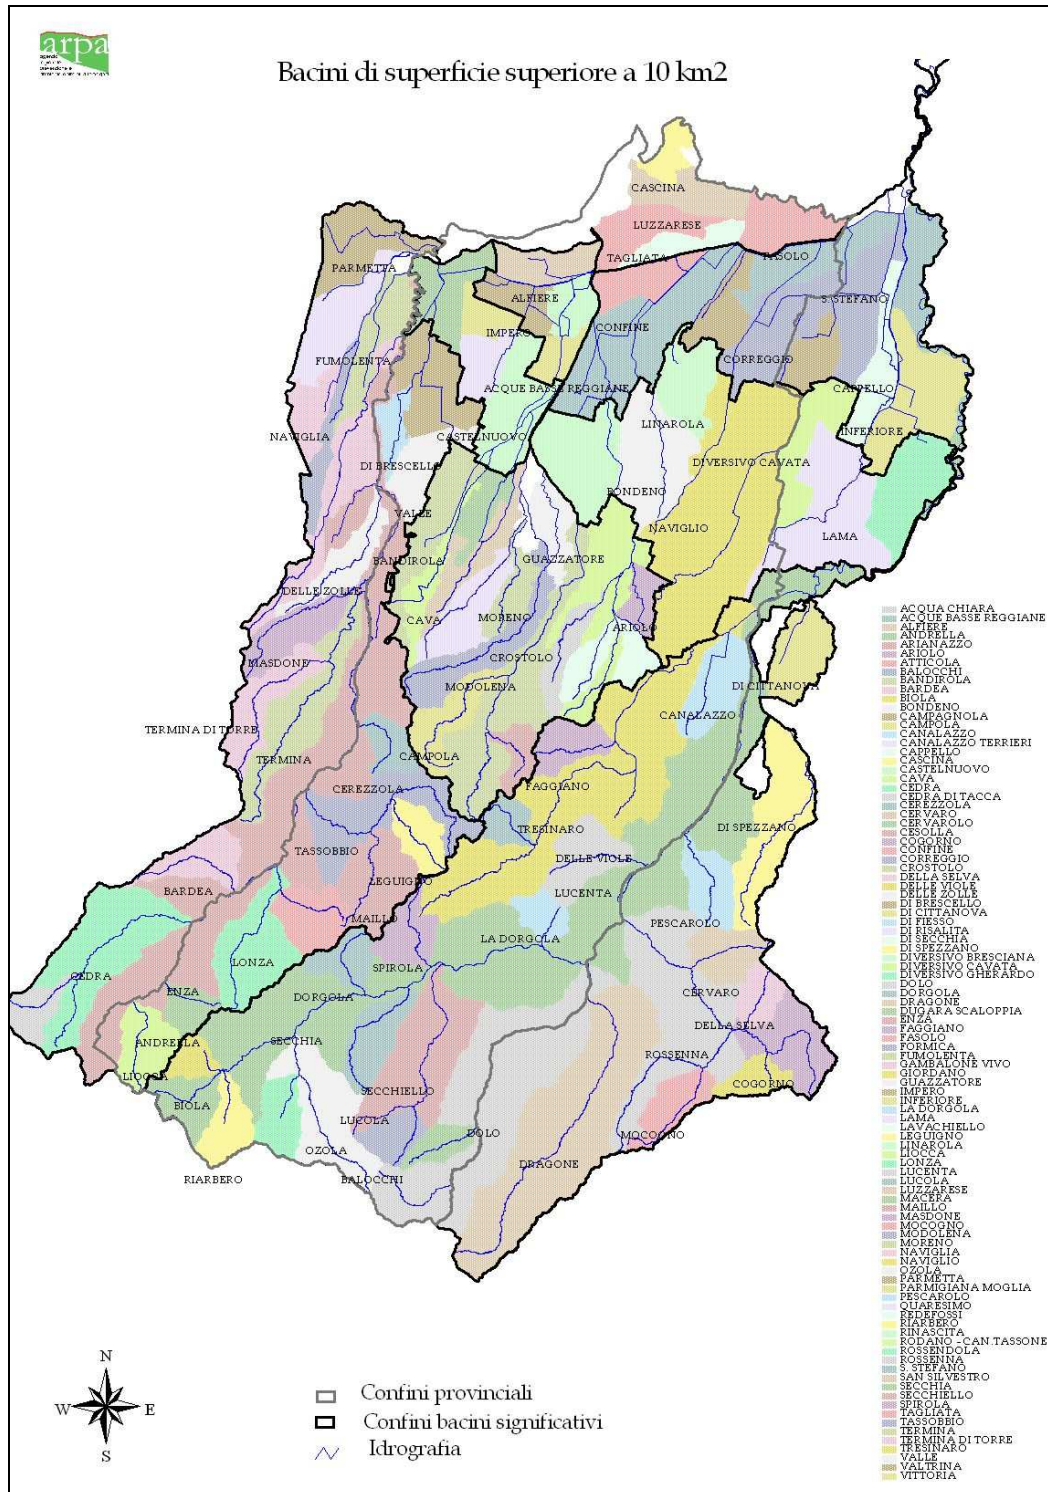 arpa
Bacini di superficie superiore a 10 km2
CASCINA
LUZZARESE
TAGLIATA
FASOLO
PARMETTA
S. STEFANO
ALFIERE
IMPERO
CONFINE
FUMOLENTA
CORREGGIO
ACQUE BASSE REGGIANE
CAPPELLO
LINAROLA
INFERIORE
NAVIGLIA
CASTELNUOVO
DI BRESCELLO
DIVERSIVO CAVATA
BONDENO
VALLE
NAVIGLIO
LAMA
BANDIROLA
GUAZZATORE
DELLE ZOLLE
CAVA
MORENO
ARIOLO
CROSTOLO
MASDONE
MODOLENA
DI CITTANOVA
CANALAZZO
TERMINA DI TORRE
CAMPOLA
TERMINA
CEREZZOLA
FAGGIANO
TRESINARO
DI SPEZZANO
TASSOBBIO
DELLE VIOLE
LEGUIGNO
BARDEA
LUCENTA
MAILLO
PESCAROLO
LA DORGOLA
LONZA
SPIROLA
CEDRA
ENZA
DORGOLA
CERVARO
DELLA SELVA
ANDRELLA
SECCHIA
ROSSENNA
LIOCCA
COGORNO
BIOLA
SECCHIELLO
LUCOLA
DOLO
MOCOGNO
OZOLA
DRAGONE
RIARBERO
BALOCCHI
ACQUA CHIARA
ACQUE BASSE REGGIANE
ALFIERE
ANDRELLA
ARIANAZZO
ARIOLO
ATTICOLA
BALOCCHI
BANDIROLA
BARDEA
BIOLA
BONDENO
CAMPAGNOLA
CAMPOLA
CANALAZZO
CANALAZZO TERRIERI
CAPPELLO
CASCINA
CASTELNUOVO
CAVA
CEDRA
CEDRA DI TACCA
CEREZZOLA
CERVARO
CERVAROLO
CESOLLA
COGORNO
CONFINE
CORREGGIO
CROSTOLO
DELLA SELVA
DELLE VIOLE
DELLE ZOLLE
DI BRESCELLO
DI CITTANOVA
DI FIESSO
DI RISALITA
DI SECCHIA
DI SPEZZANO
DIVERSIVO BRESCIANA
DIVERSIVO CAVATA
DIVERSIVO GHERARDO
DOLO
DORGOLA
DRAGONE
DUGARA SCALOPPIA
ENZA
FAGGIANO
FASOLO
FORMICA
FUMOLENTA
GAMBALONE VIVO
GIORDANO
GUAZZATORE
IMPERO
INFERIORE
LA DORGOLA
LAMA
LAVACHIELLO
LEGUIGNO
LINAROLA
LIOCCA
LONZA
LUCENTA
LUCOLA
LUZZARESE
MACERA
MAILLO
MASDONE
MOCOGNO
MODOLENA
MORENO
NAVIGLIA
NAVIGLIO
OZOLA
PARMETTA
PARMIGIANA MOGLIA
PESCAROLO
QUARESIMO
REDEFOSSI
RIARBERO
RINASCITA
RODANO - CAN.TASSONE
ROSSENDOLA
ROSSENNA
S. STEFANO
SAN SILVESTRO
SECCHIA
SECCHIELLO
SPIROLA
TAGLIATA
TASSOBBIO
TERMINA
TERMINA DI TORRE
TRESINARO
VALLE
VALTRINA
VITTORIA
N
W
E
S
Confini provinciali
Confini bacini significativi
Idrografia